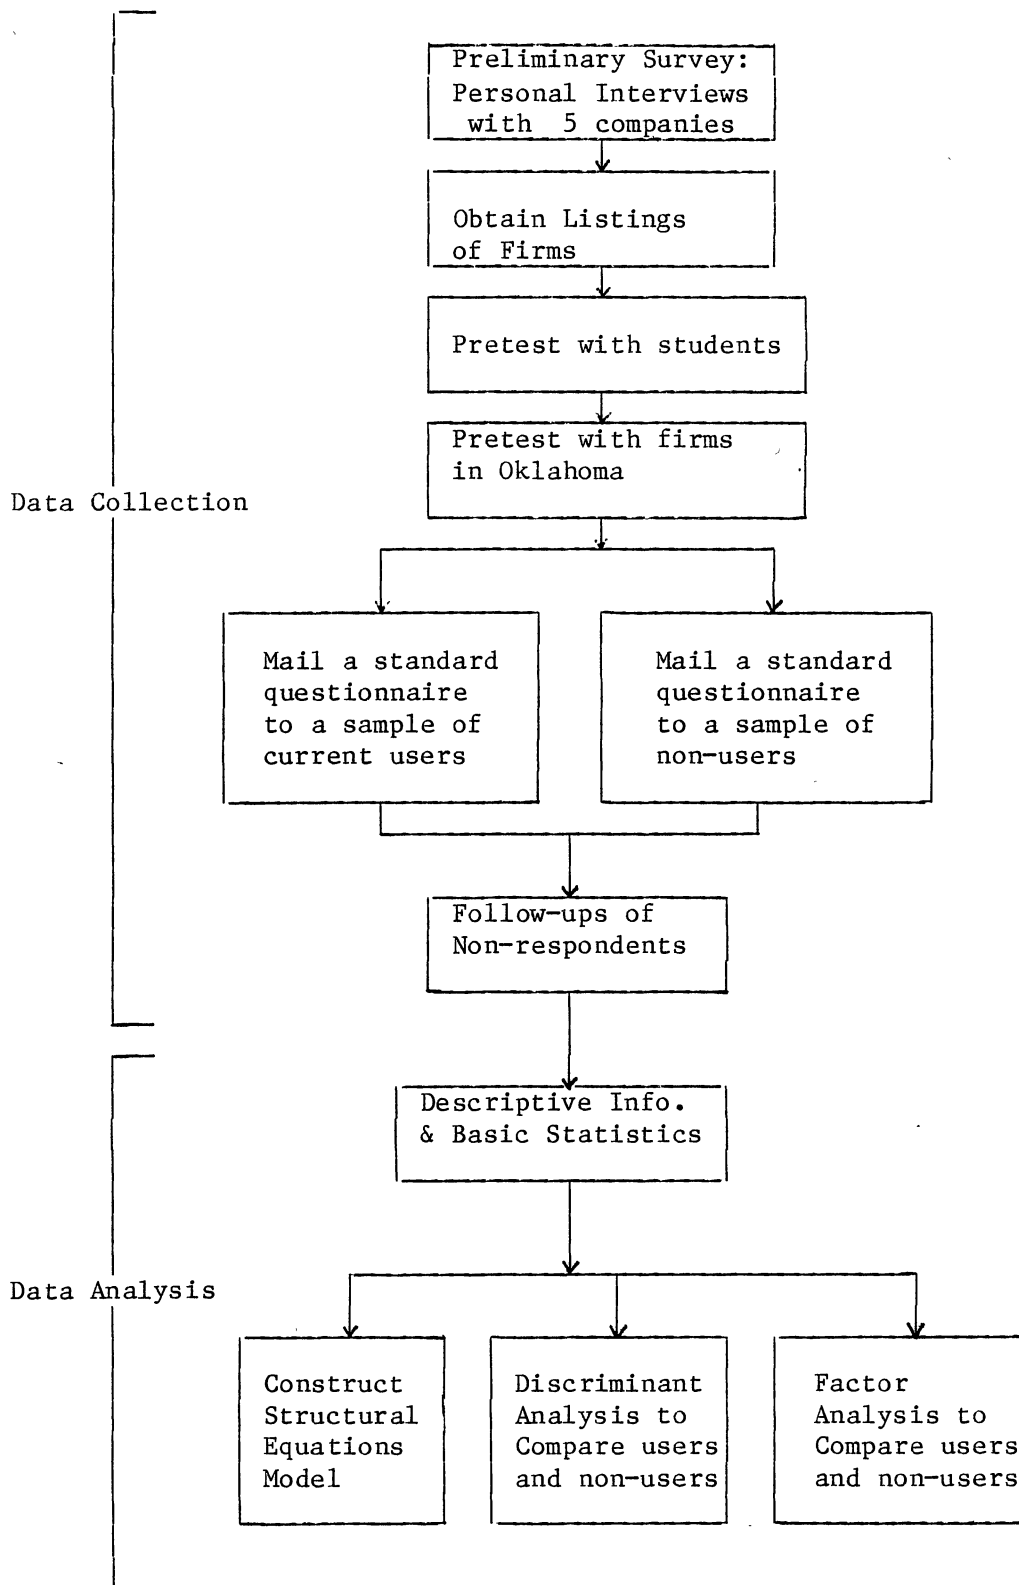 Preliminary Survey:
Personal Interviews
with 5 companies
Obtain Listings
of Firms
Pretest with students
Pretest with firms
in Oklahoma
Data Collection
Mail a standard
questionnaire
to a sample of
current users
Mail a standard
questionnaire
to a sample of
non-users
Follow-ups of
Non-respondents
Descriptive Info.
& Basic Statistics
Data Analysis
Construct
Structural
Equations
Model
Discriminant
Analysis to
Compare users
and non-users
Factor
Analysis to
Compare users
and non-users